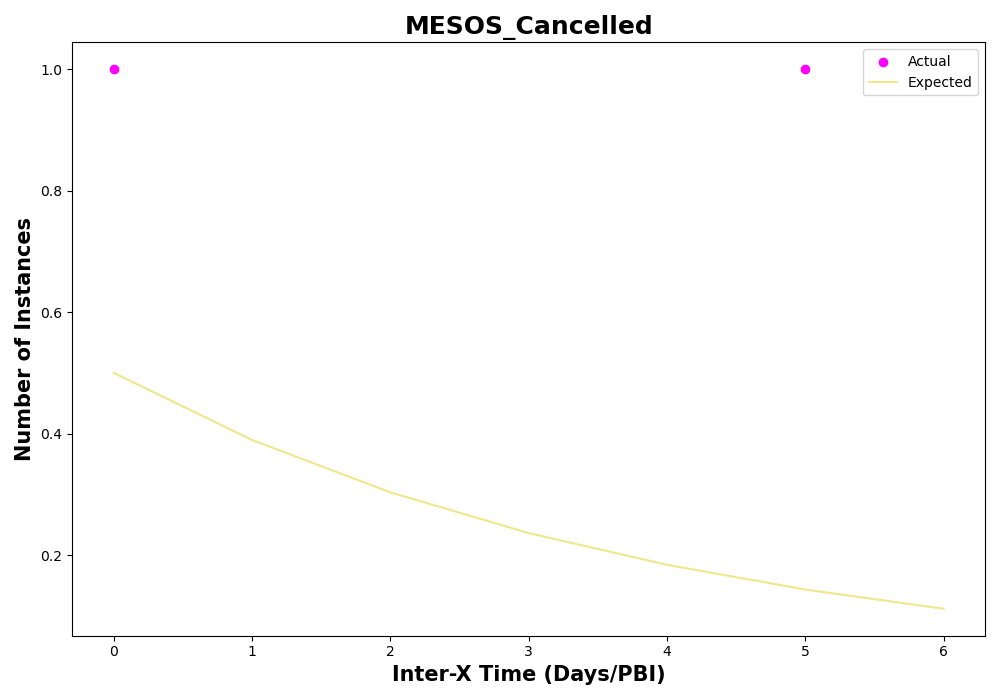 MESOS_Cancelled
Actual
Expected
Number of Instances
1.0
0.8
0.6
0.4
0.2
0 1 2 3 4 5 6
Inter-X Time (Days/PBI)